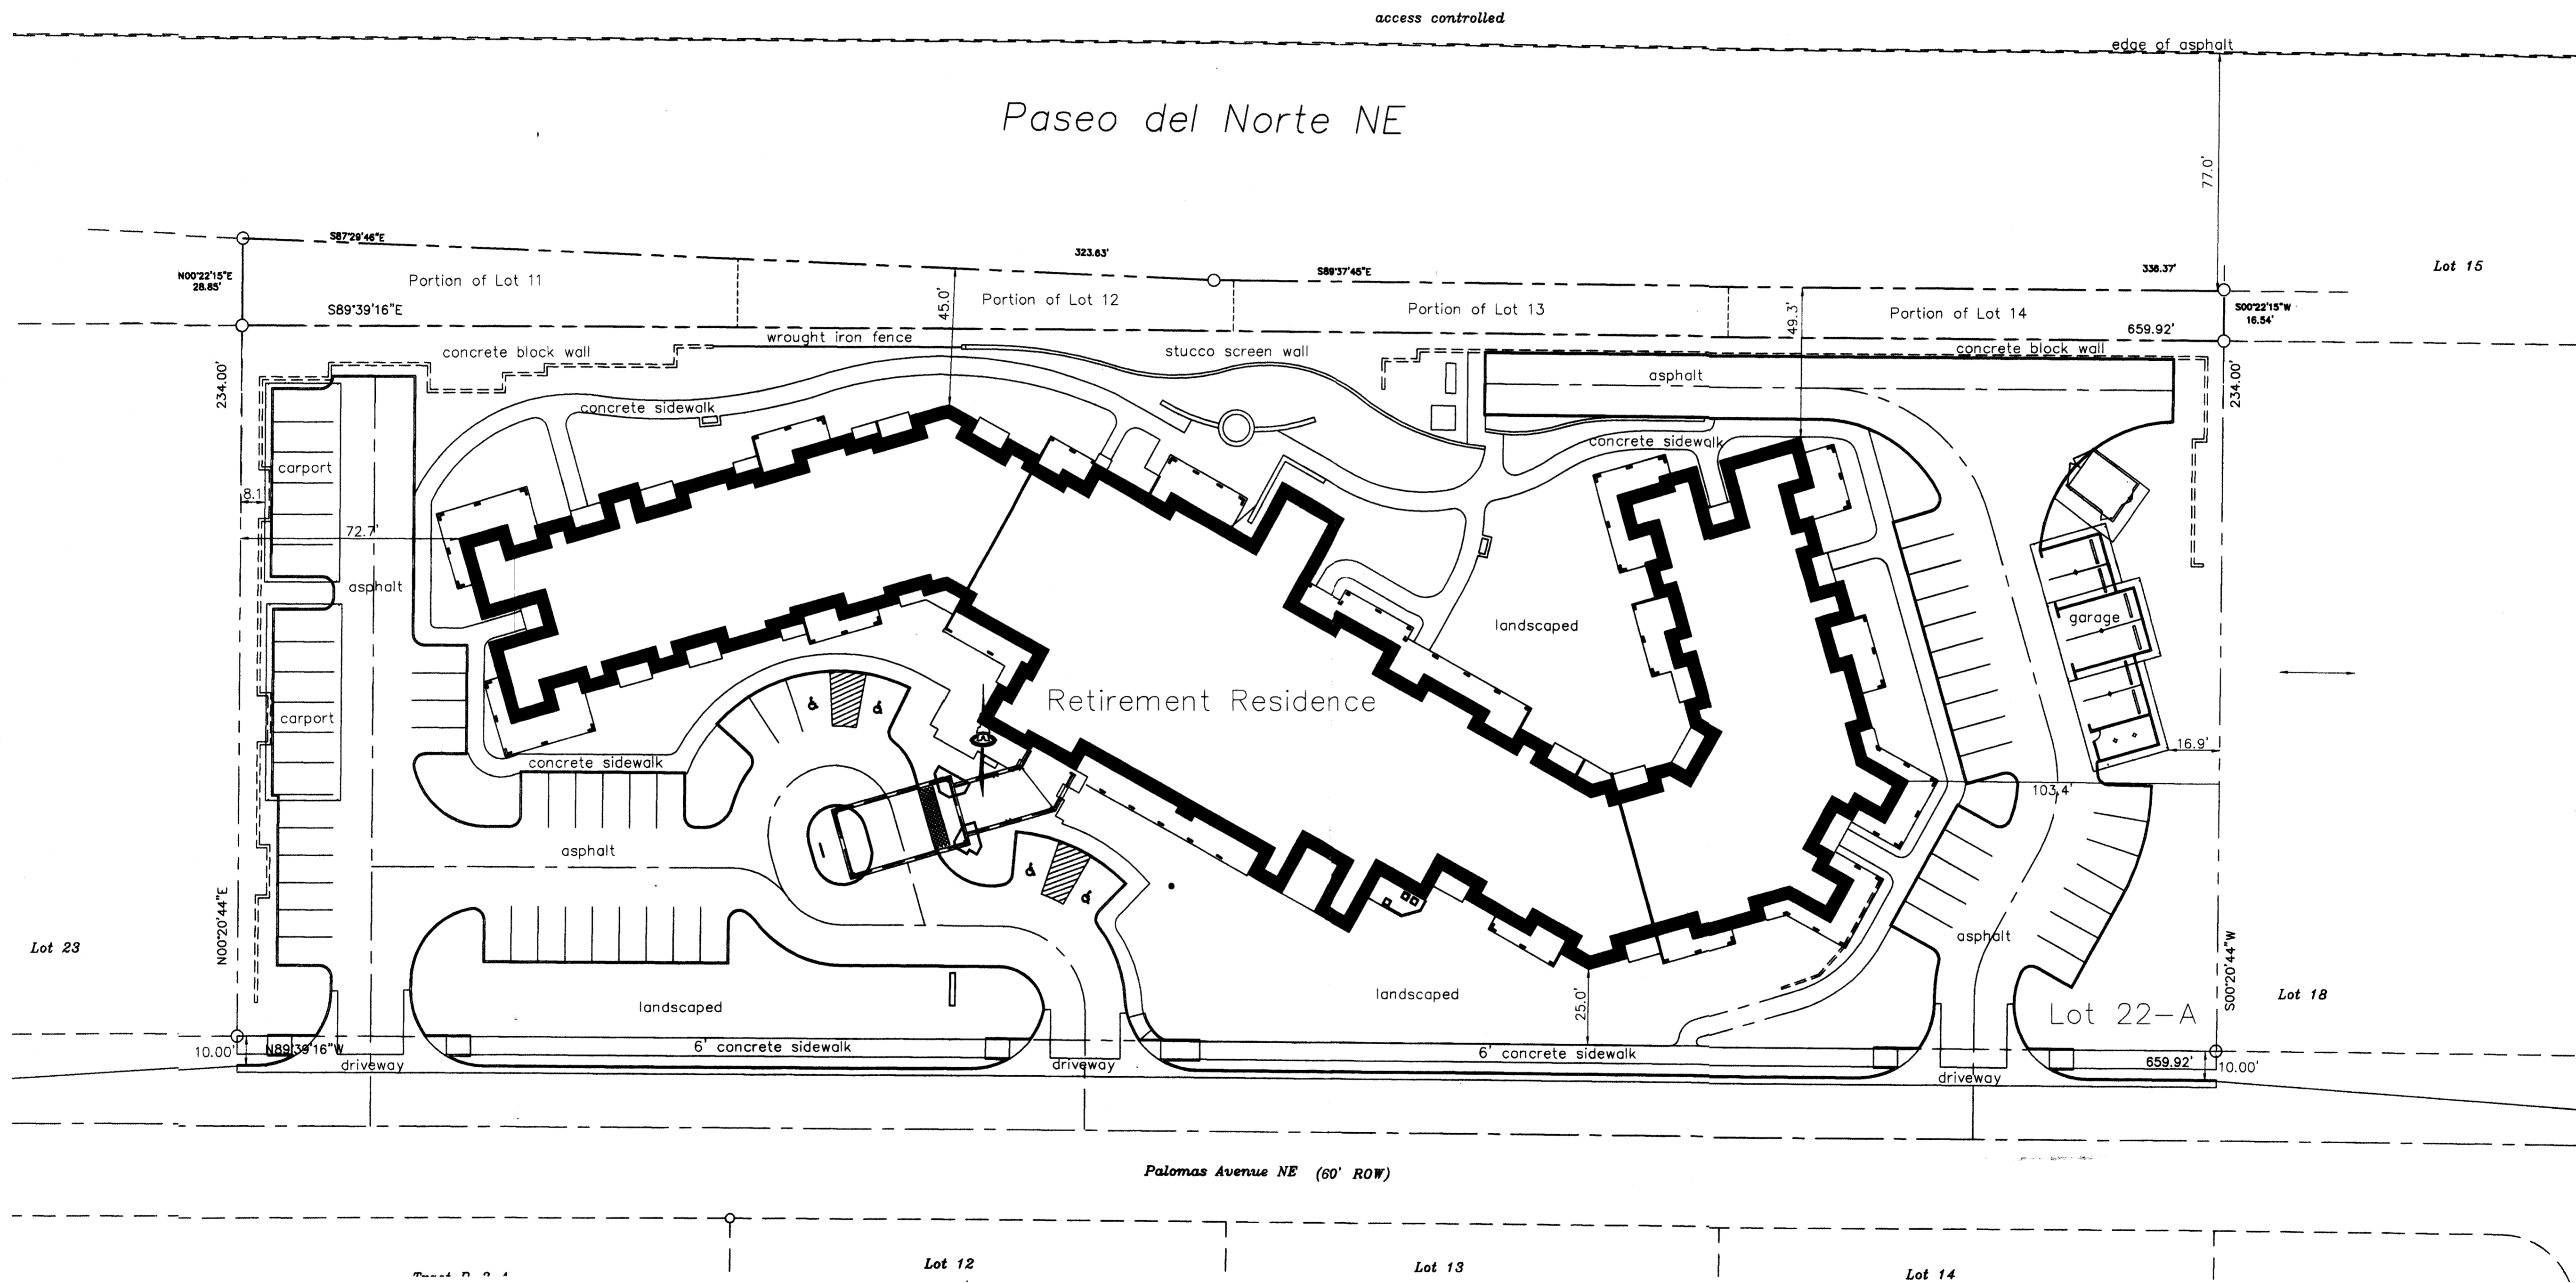 access controlled
edge of asphalt
Paseo del Norte NE
77.0'
S87°29'46"E
323.63'
S89°37'45"E
336.37'
Lot 15
N00°22'15"E
28.85'
Portion of Lot 11
Portion of Lot 12
Portion of Lot 13
Portion of Lot 14
S00°22'15"W
16.54'
S89°39'16"E
45.0'
49.3'
659.92'
wrought iron fence
concrete block wall
stucco screen wall
concrete block wall
234.00'
asphalt
234.00'
concrete sidewalk
concrete sidewalk
carport
8.1
72.7'
asphalt
landscaped
garage
Retirement Residence
carport
16.9'
concrete sidewalk
103.4'
asphalt
asphalt
N00°20'44"E
S00°20'44"W
Lot 23
landscaped
landscaped
25.0'
Lot 22-A
Lot 18
10.00'
N89°39'16"W
6' concrete sidewalk
6' concrete sidewalk
659.92'
10.00'
driveway
driveway
driveway
Palomas Avenue NE (60' ROW)
Lot 12
Lot 13
Lot 14